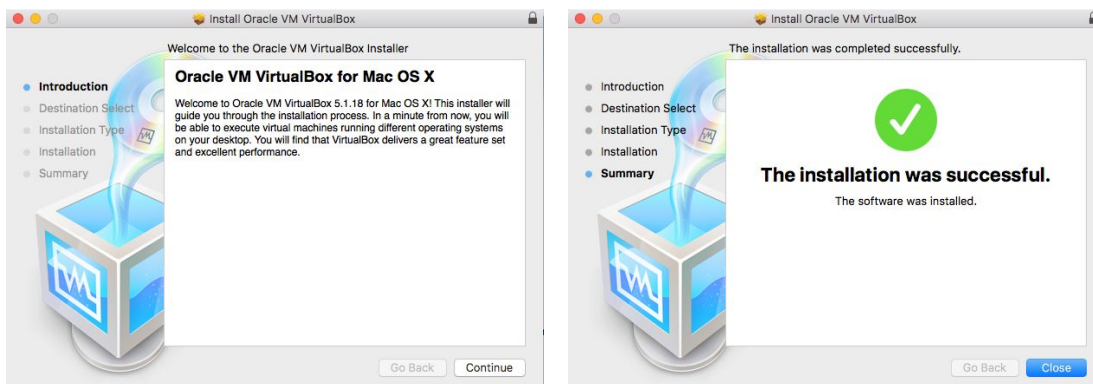 Install Oracle VM VirtualBox
Welcome to the Oracle VM VirtualBox Installer
Introduction
Destination Select
Installation Type
Installation
Summary
Oracle VM VirtualBox for Mac OS X
Welcome to Oracle VM VirtualBox 5.1.18 for Mac OS X! This installer will
guide you through the installation process. In a minute from now, you will
be able to execute virtual machines running different operating systems
on your desktop. You will find that VirtualBox delivers a great feature set
and excellent performance.
Go Back
Continue
Install Oracle VM VirtualBox
The installation was completed successfully.
Introduction
Destination Select
Installation Type
Installation
Summary
The installation was successful.
The software was installed.
Go Back
Close